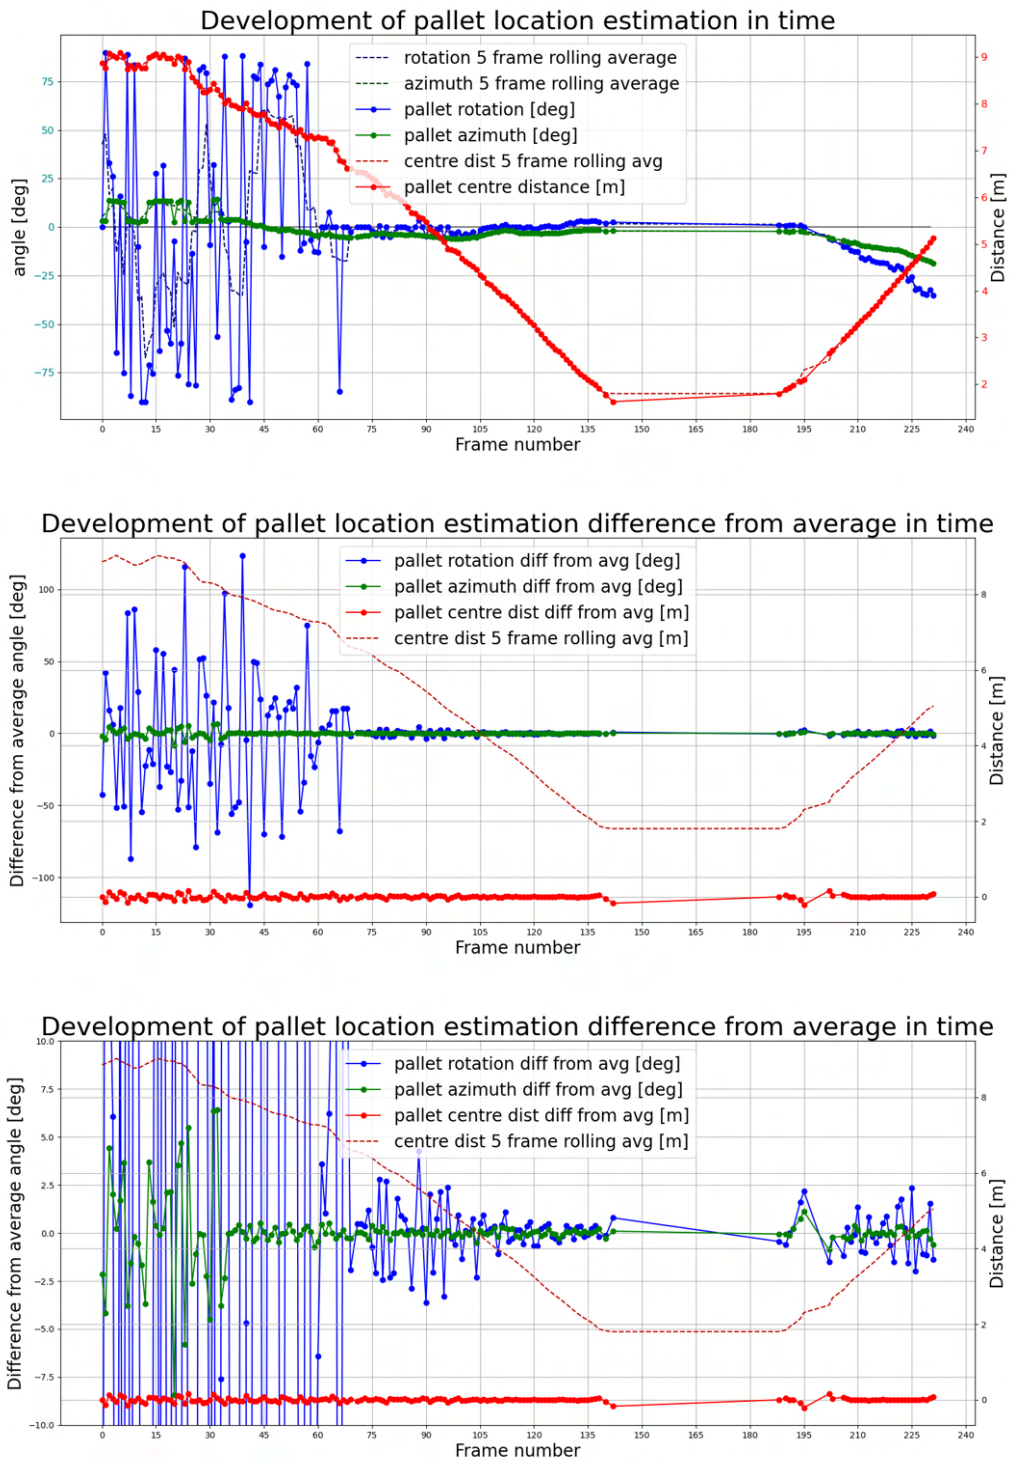 Development of pallet location estimation in time
rotation 5 frame rolling average
azimuth 5 frame rolling average
pallet rotation [deg]
pallet azimuth [deg]
centre dist 5 frame rolling avg
pallet centre distance [m]
angle [deg]
75
50
25
0
−25
−50
−75
Distance [m]
9
8
7
6
5
4
3
2
0 15 30 45 60 75 90 105 120 135 150 165 180 195 210 225 240
Frame number
Development of pallet location estimation difference from average in time
pallet rotation diff from avg [deg]
pallet azimuth diff from avg [deg]
pallet centre dist diff from avg [m]
centre dist 5 frame rolling avg [m]
Difference from average angle [deg]
100
50
0
−50
−100
Distance [m]
8
6
4
2
0
0 15 30 45 60 75 90 105 120 135 150 165 180 195 210 225 240
Frame number
Development of pallet location estimation difference from average in time
pallet rotation diff from avg [deg]
pallet azimuth diff from avg [deg]
pallet centre dist diff from avg [m]
centre dist 5 frame rolling avg [m]
Difference from average angle [deg]
10.0
7.5
5.0
2.5
0.0
−2.5
−5.0
−7.5
−10.0
Distance [m]
8
6
4
2
0
0 15 30 45 60 75 90 105 120 135 150 165 180 195 210 225 240
Frame number